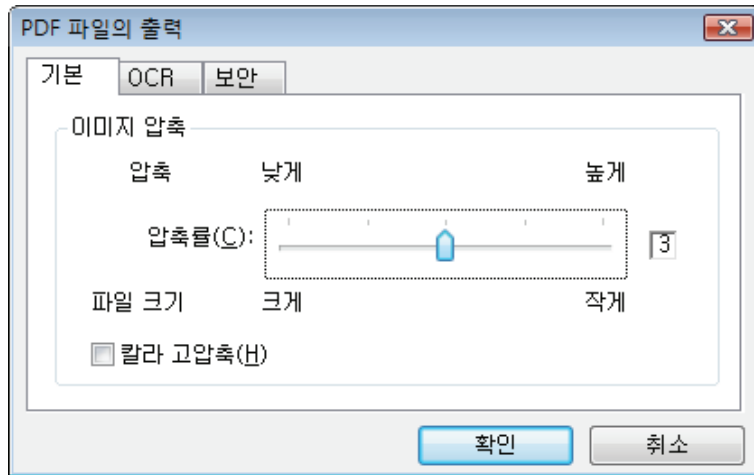 PDF 파일의 출력
기본 OCR 보안
이미지 압축
압축 낮게 높게
압축률(C): 3
파일 크기 크게 작게
칼라 고압축(H)
확인 취소